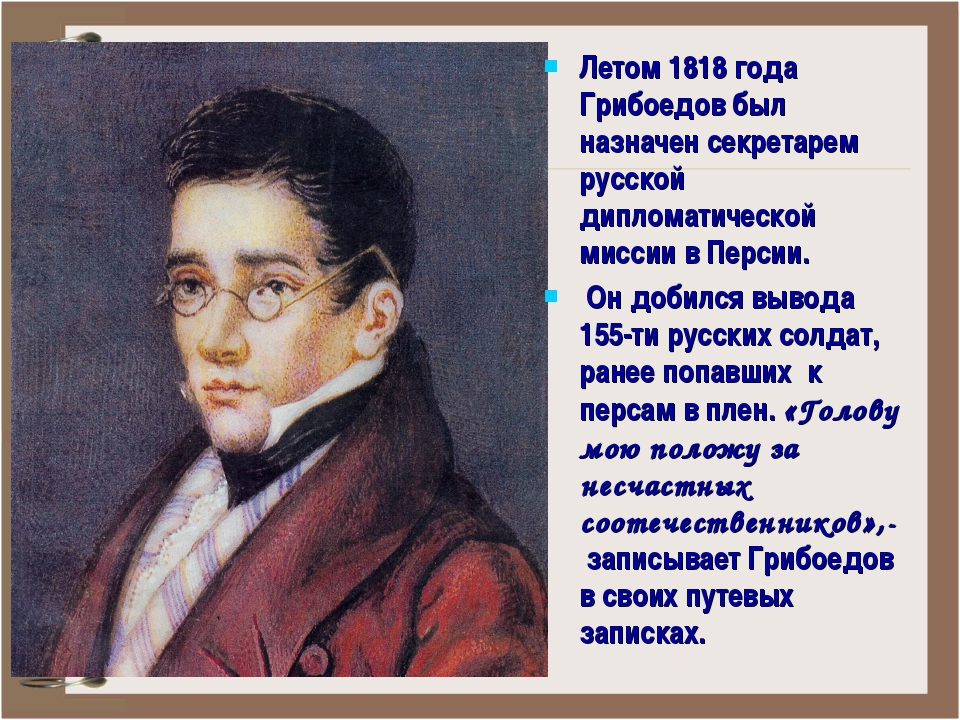 Летом 1818 года
Грибоедов был
назначен секретарем
русской
дипломатической
миссии в Персии.
Он добился вывода
155-ти русских солдат,
ранее попавших к
персам в плен. «Голову
мою положу за
несчастных
соотечественников»,-
записывает Грибоедов
в своих путевых
записках.